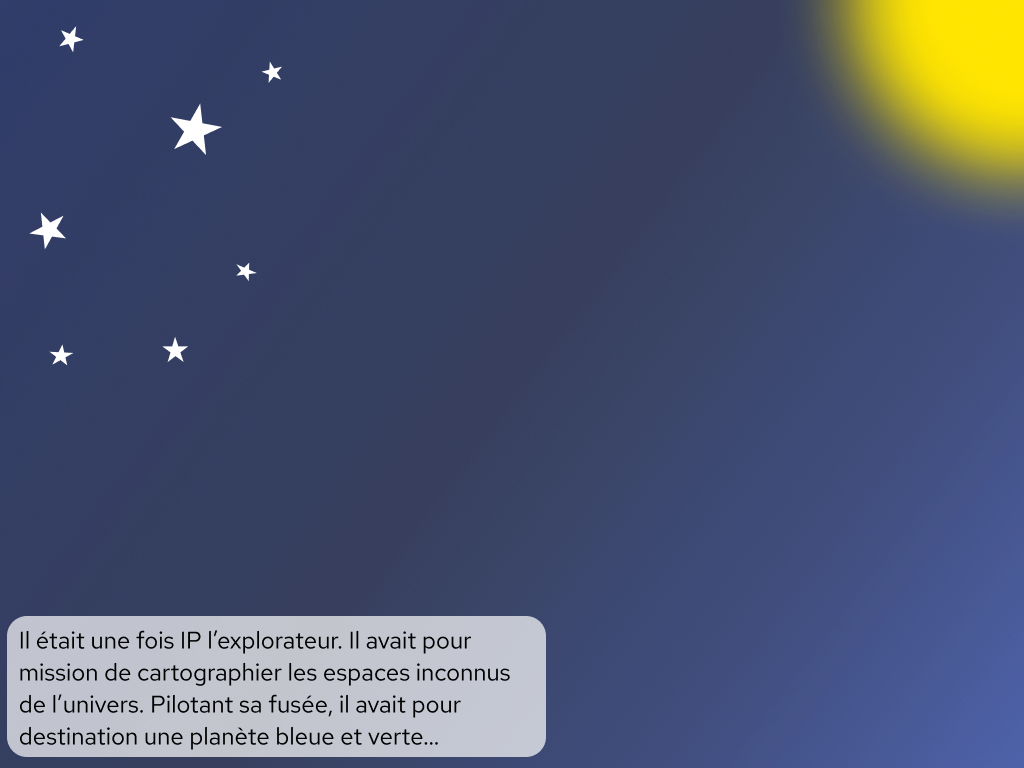 Il était une fois IP l’explorateur. Il avait pour
mission de cartographier les espaces inconnus
de l’univers. Pilotant sa fusée, il avait pour
destination une planète bleue et verte...